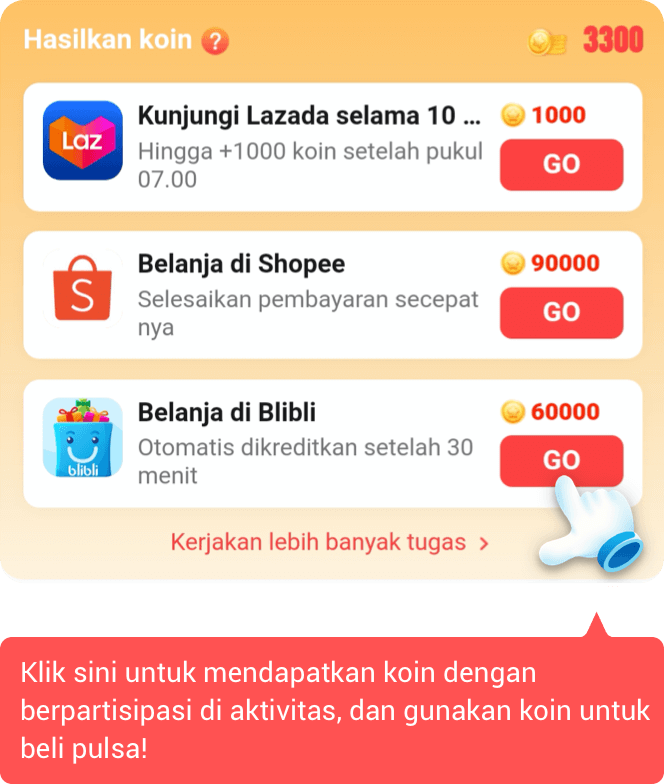 Hasilkan koin ?
3300
Laz
Kunjungi Lazada selama 10 ...
1000
Hingga +1000 koin setelah pukul
07.00
GO
S
Belanja di Shopee
90000
Selesaikan pembayaran secepat
nya
GO
blibli
Belanja di Blibli
60000
Otomatis dikreditkan setelah 30
menit
GO
Kerjakan lebih banyak tugas >
Klik sini untuk mendapatkan koin dengan
berpartisipasi di aktivitas, dan gunakan koin untuk
beli pulsa!